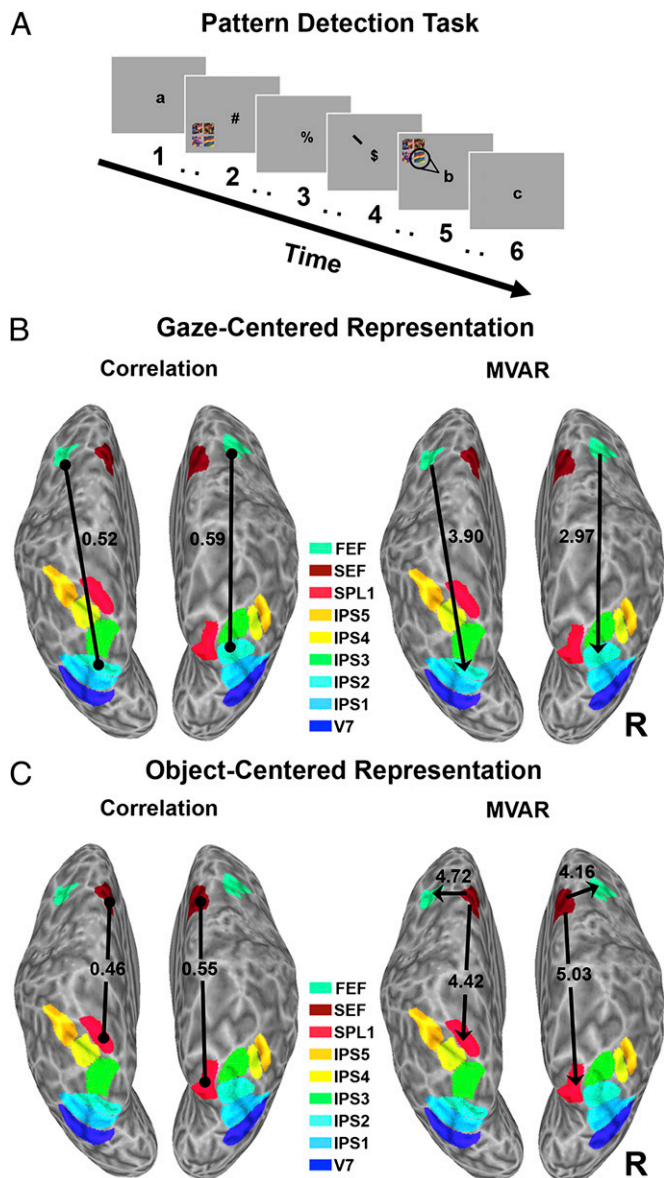 A
Pattern Detection Task
a
#
%
$
b
c
1 .. 2 .. 3 .. 4 .. 5 .. 6
Time
B
Gaze-Centered Representation
Correlation
MVAR
0.52
0.59
3.90
2.97
FEF
SEF
SPL1
IPS5
IPS4
IPS3
IPS2
IPS1
V7
R
C
Object-Centered Representation
Correlation
MVAR
0.46
0.55
4.72
4.16
4.42
5.03
FEF
SEF
SPL1
IPS5
IPS4
IPS3
IPS2
IPS1
V7
R